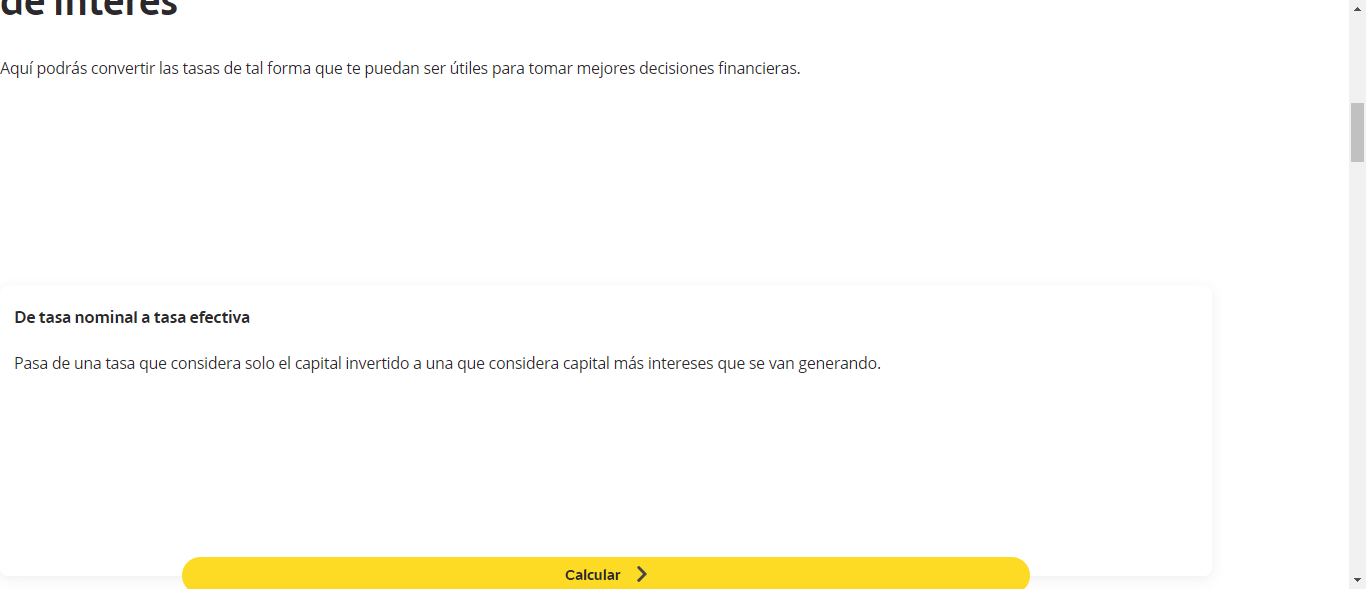 de interés
Aquí podrás convertir las tasas de tal forma que te puedan ser útiles para tomar mejores decisiones financieras.
De tasa nominal a tasa efectiva
Pasa de una tasa que considera solo el capital invertido a una que considera capital más intereses que se van generando.
Calcular